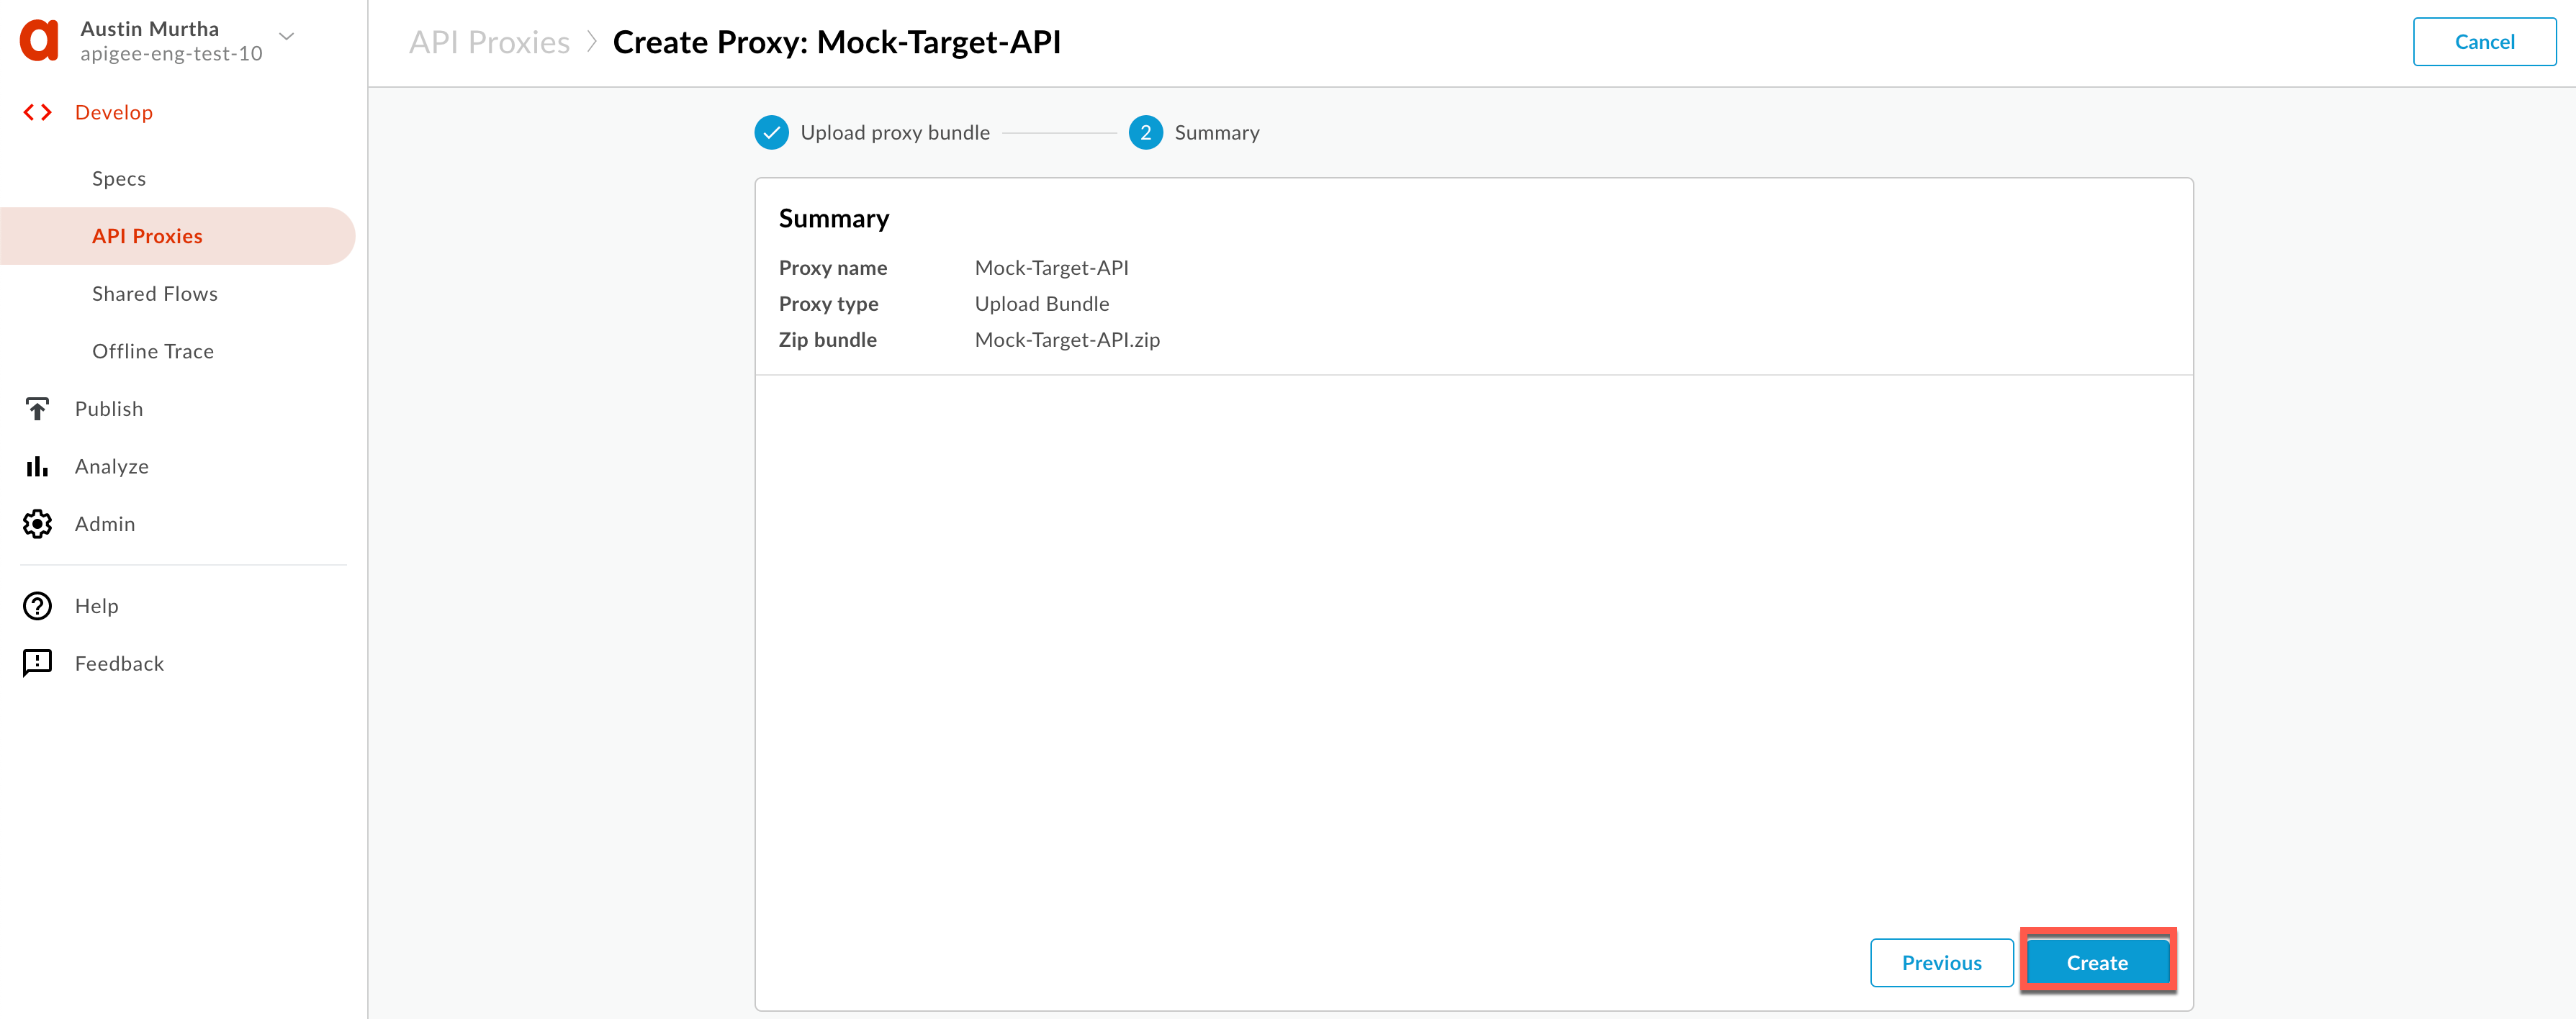 Austin Murtha
apigee-eng-test-10
Develop
Specs
API Proxies
Shared Flows
Offline Trace
Publish
Analyze
Admin
Help
Feedback
API Proxies > Create Proxy: Mock-Target-API
Cancel
Upload proxy bundle
2 Summary
Summary
Proxy name Mock-Target-API
Proxy type Upload Bundle
Zip bundle Mock-Target-API.zip
Previous
Create